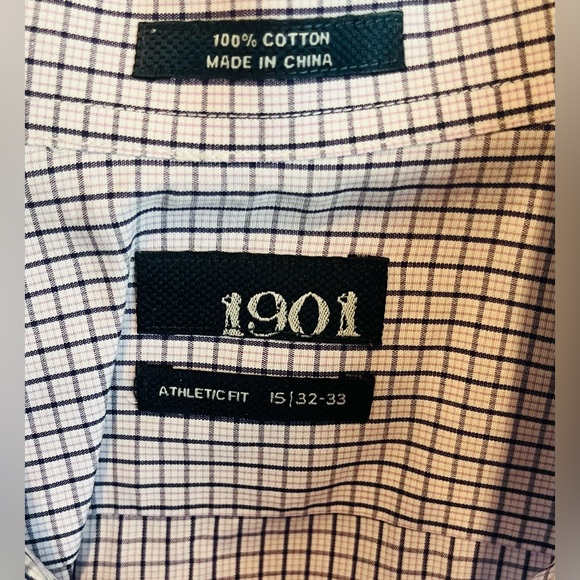 100% COTTON
MADE IN CHINA
1901
ATHLETIC FIT 15|32-33